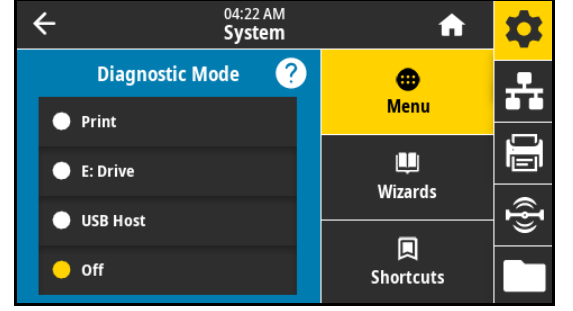 04:22 AM
System
Diagnostic Mode ?
Print
E: Drive
USB Host
Off
Menu
Wizards
Shortcuts